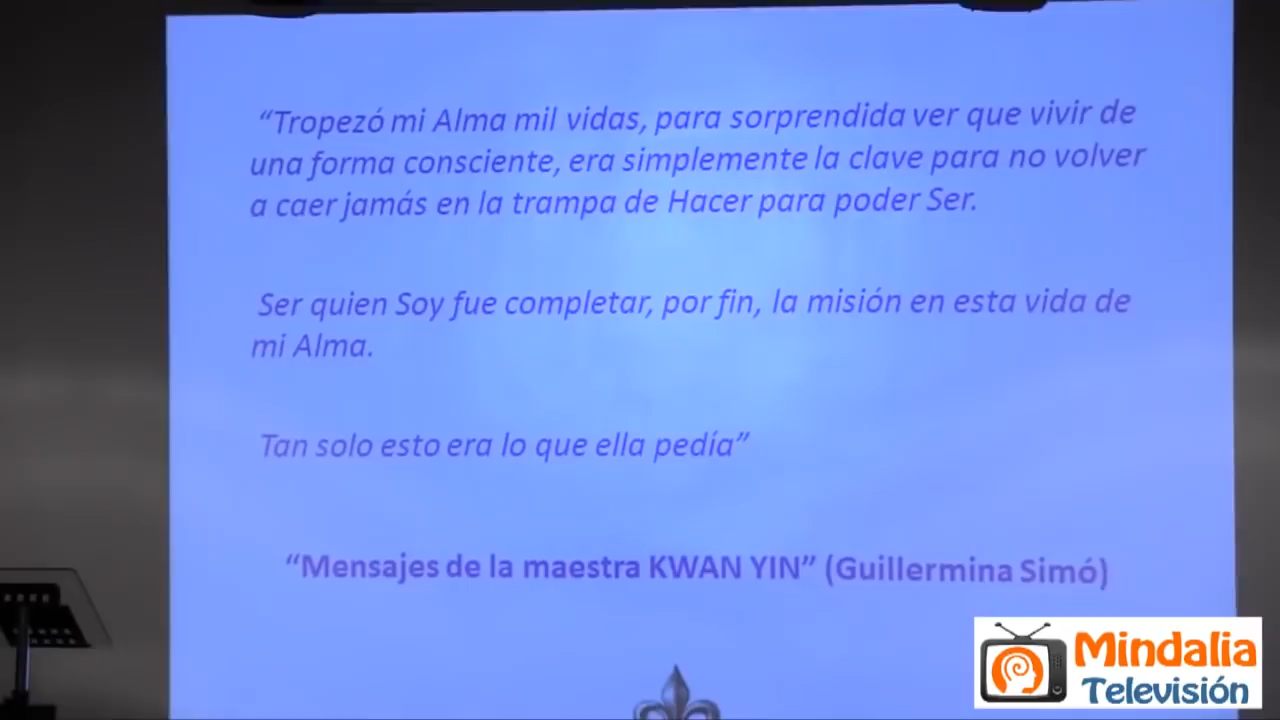 “Tropezó mi Alma mil vidas, para sorprendida ver que vivir de
una forma consciente, era simplemente la clave para no volver
a caer jamás en la trampa de Hacer para poder Ser.
Ser quien Soy fue completar, por fin, la misión en esta vida de
mi Alma.
Tan solo esto era lo que ella pedía”
“Mensajes de la maestra KWAN YIN” (Guillermina Simó)
Mindalia
Televisión